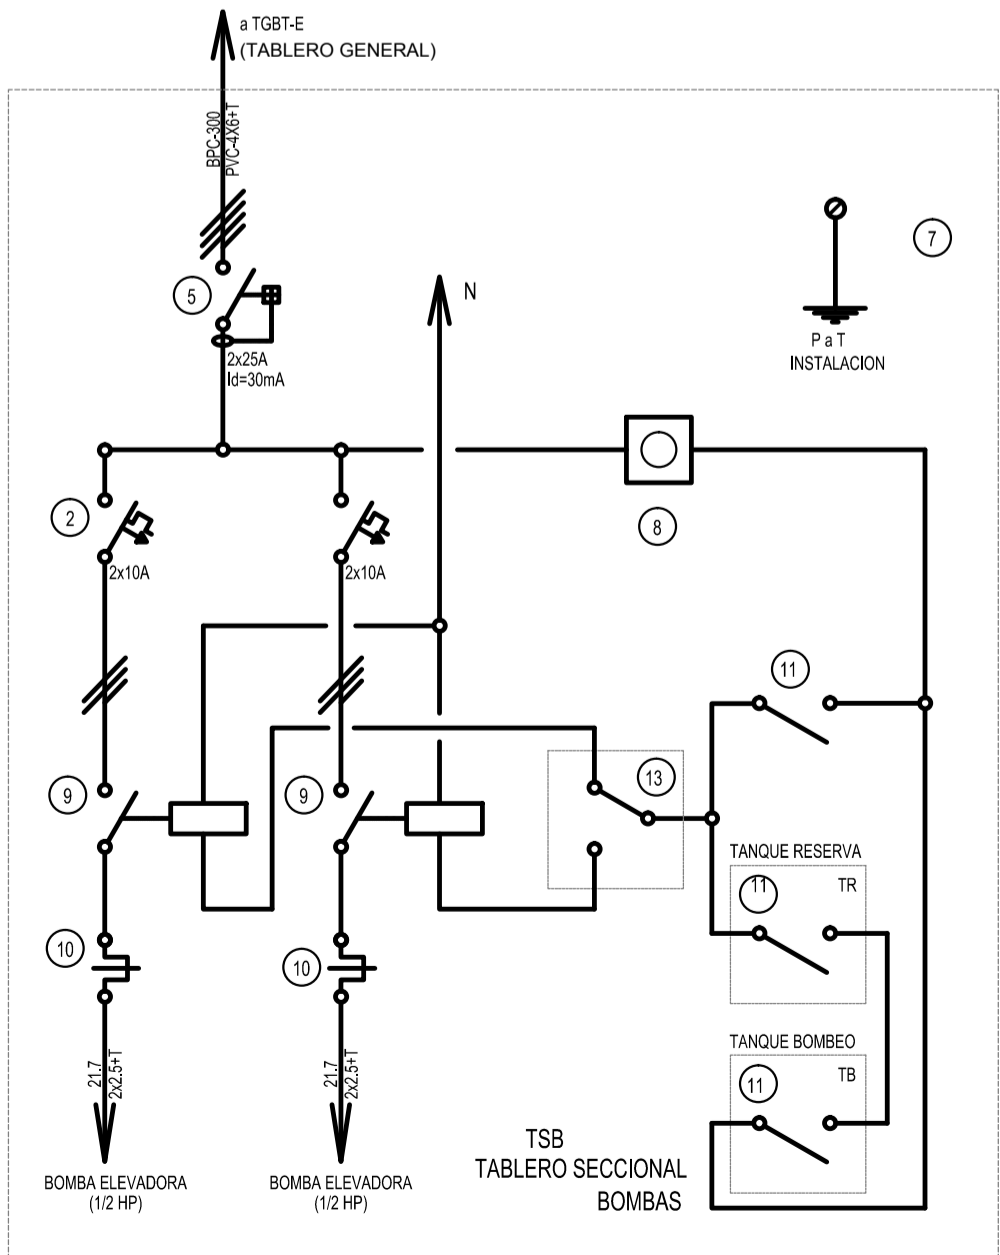 a TGBT-E
(TABLERO GENERAL)
BPC-300
PVC-4X6+T
7
5
N
P a T
INSTALACION
2x25A
Id=30mA
2
8
2x10A
2x10A
11
9
9
13
TANQUE RESERVA
11
TR
10
10
TANQUE BOMBEO
11
TB
21.7
2x2.5+T
21.7
2x2.5+T
TSB
TABLERO SECCIONAL
BOMBAS
BOMBA ELEVADORA
(1/2 HP)
BOMBA ELEVADORA
(1/2 HP)